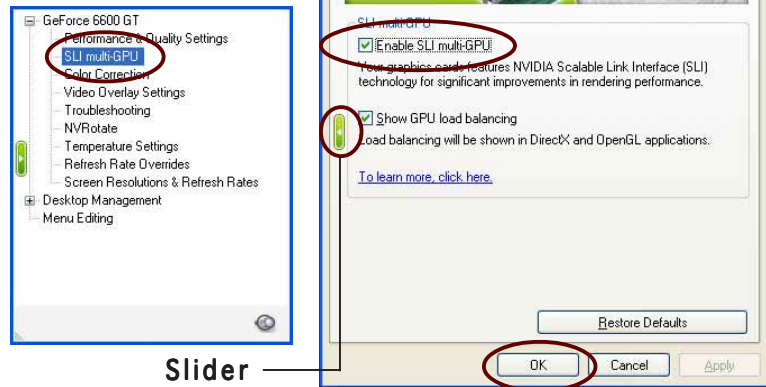 GeForce 6600 GT
Performance & Quality Settings
SLI multi-GPU
Color Correction
Video Overlay Settings
Troubleshooting
NVRotate
Temperature Settings
Refresh Rate Overrides
Screen Resolutions & Refresh Rates
Desktop Management
Menu Editing
SLI multi-GPU
Enable SLI multi-GPU
Your graphics cards features NVIDIA Scalable Link Interface (SLI)
technology for significant improvements in rendering performance.
Show GPU load balancing
Load balancing will be shown in DirectX and OpenGL applications.
To learn more, click here.
Restore Defaults
OK Cancel Apply
Slider